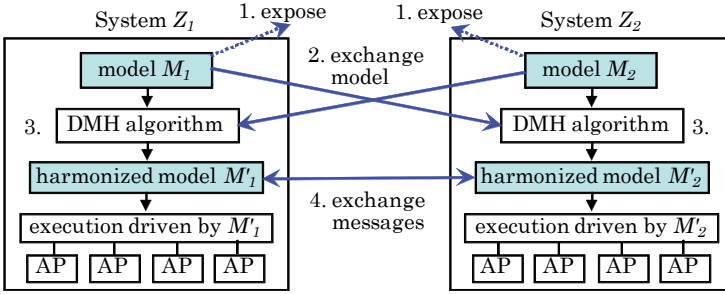 System Z1
1. expose
1. expose
System Z2
model M1
2. exchange
model
model M2
3.
DMH algorithm
DMH algorithm
3.
harmonized model M'1
harmonized model M'2
4. exchange
messages
execution driven by M'1
execution driven by M'2
AP AP AP AP
AP AP AP AP